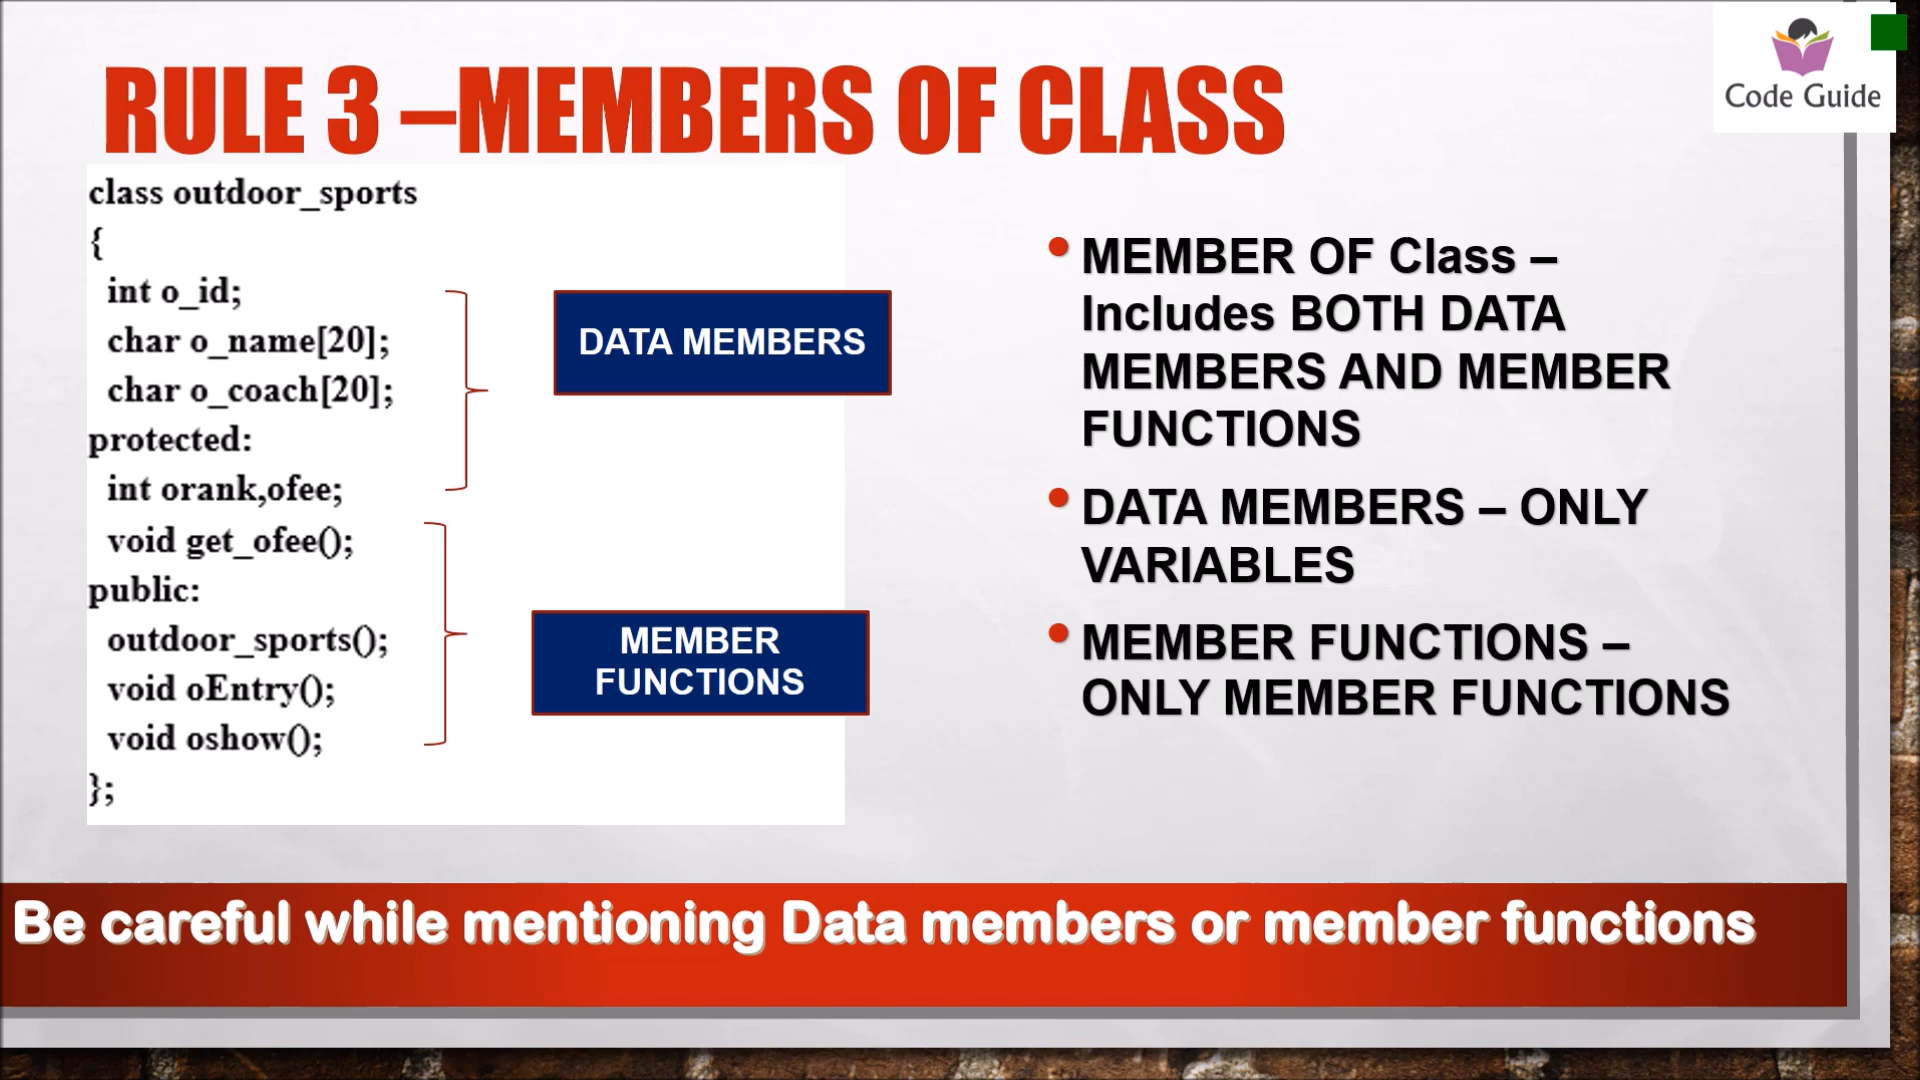 RULE 3 –MEMBERS OF CLASS
Code Guide
class outdoor_sports
{
int o_id;
char o_name[20];
char o_coach[20];
protected:
int orank,ofee;
void get_ofee();
public:
outdoor_sports();
void oEntry();
void oshow();
};
DATA MEMBERS
MEMBER
FUNCTIONS
• MEMBER OF Class –
Includes BOTH DATA
MEMBERS AND MEMBER
FUNCTIONS
• DATA MEMBERS – ONLY
VARIABLES
• MEMBER FUNCTIONS –
ONLY MEMBER FUNCTIONS
Be careful while mentioning Data members or member functions